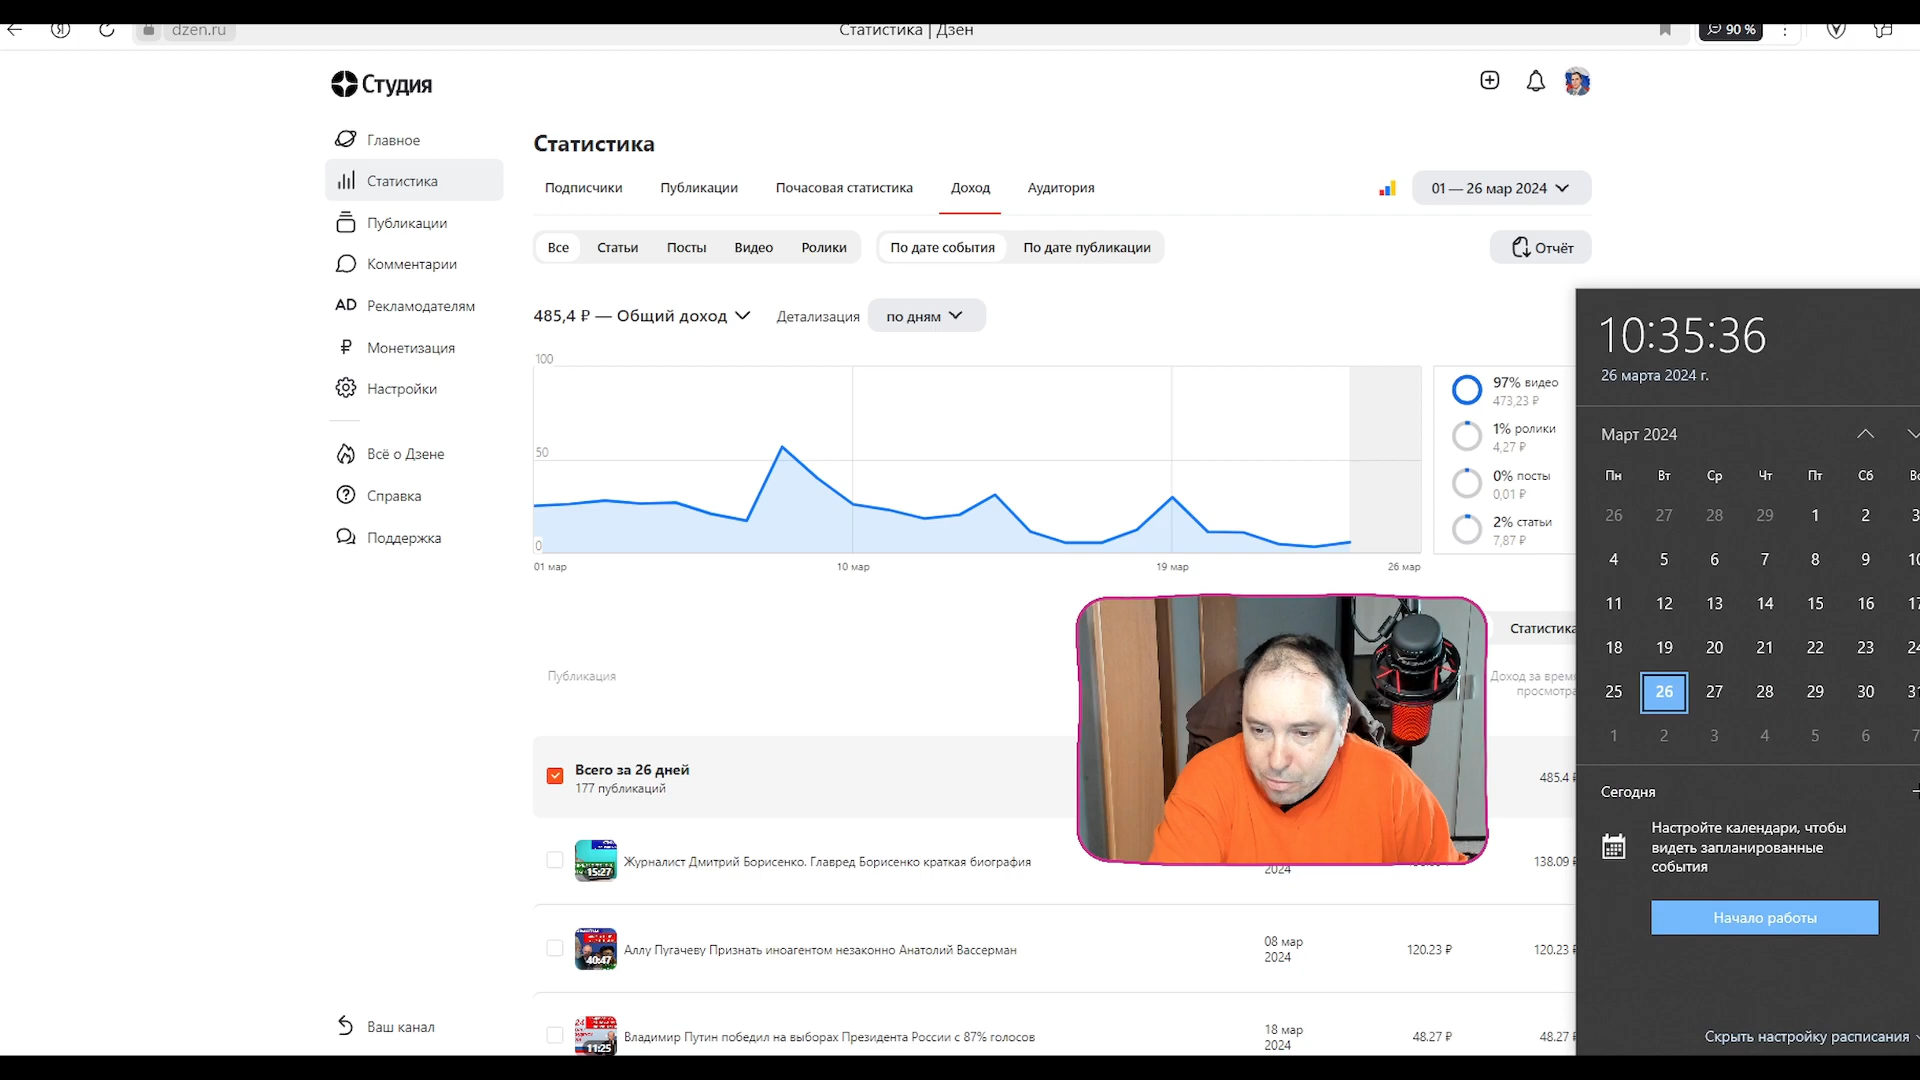 dzen.ru
Статистика | Дзен
90 %
Студия
Главное
Статистика
Публикации
Комментарии
AD Рекламодателям
₽ Монетизация
Настройки
Всё о Дзене
Справка
Поддержка
Ваш канал
Статистика
Подписчики Публикации Почасовая статистика Доход Аудитория
01 — 26 мар 2024
Все Статьи Посты Видео Ролики
По дате события По дате публикации
Отчёт
485,4 ₽ — Общий доход
Детализация по дням
100
50
0
01 мар 10 мар 19 мар 26 мар
97% видео
473,23 ₽
1% ролики
4,27 ₽
0% посты
0,01 ₽
2% статьи
7,87 ₽
Статистика
Публикация
Доход за время
просмотра
Всего за 26 дней
177 публикаций
485.4 ₽
15:27
Журналист Дмитрий Борисенко. Главред Борисенко краткая биография
2024
138.09 ₽
40:47
Аллу Пугачеву Признать иноагентом незаконно Анатолий Вассерман
08 мар
2024
120.23 ₽
120.23 ₽
11:25
Владимир Путин победил на выборах Президента России с 87% голосов
18 мар
2024
48.27 ₽
48.27 ₽
10:35:36
26 марта 2024 г.
Март 2024
Пн Вт Ср Чт Пт Сб
26 27 28 29 1 2 3
4 5 6 7 8 9 10
11 12 13 14 15 16 17
18 19 20 21 22 23 24
25 26 27 28 29 30 31
1 2 3 4 5 6 7
Сегодня
Настройте календари, чтобы
видеть запланированные
события
Начало работы
Скрыть настройку расписания